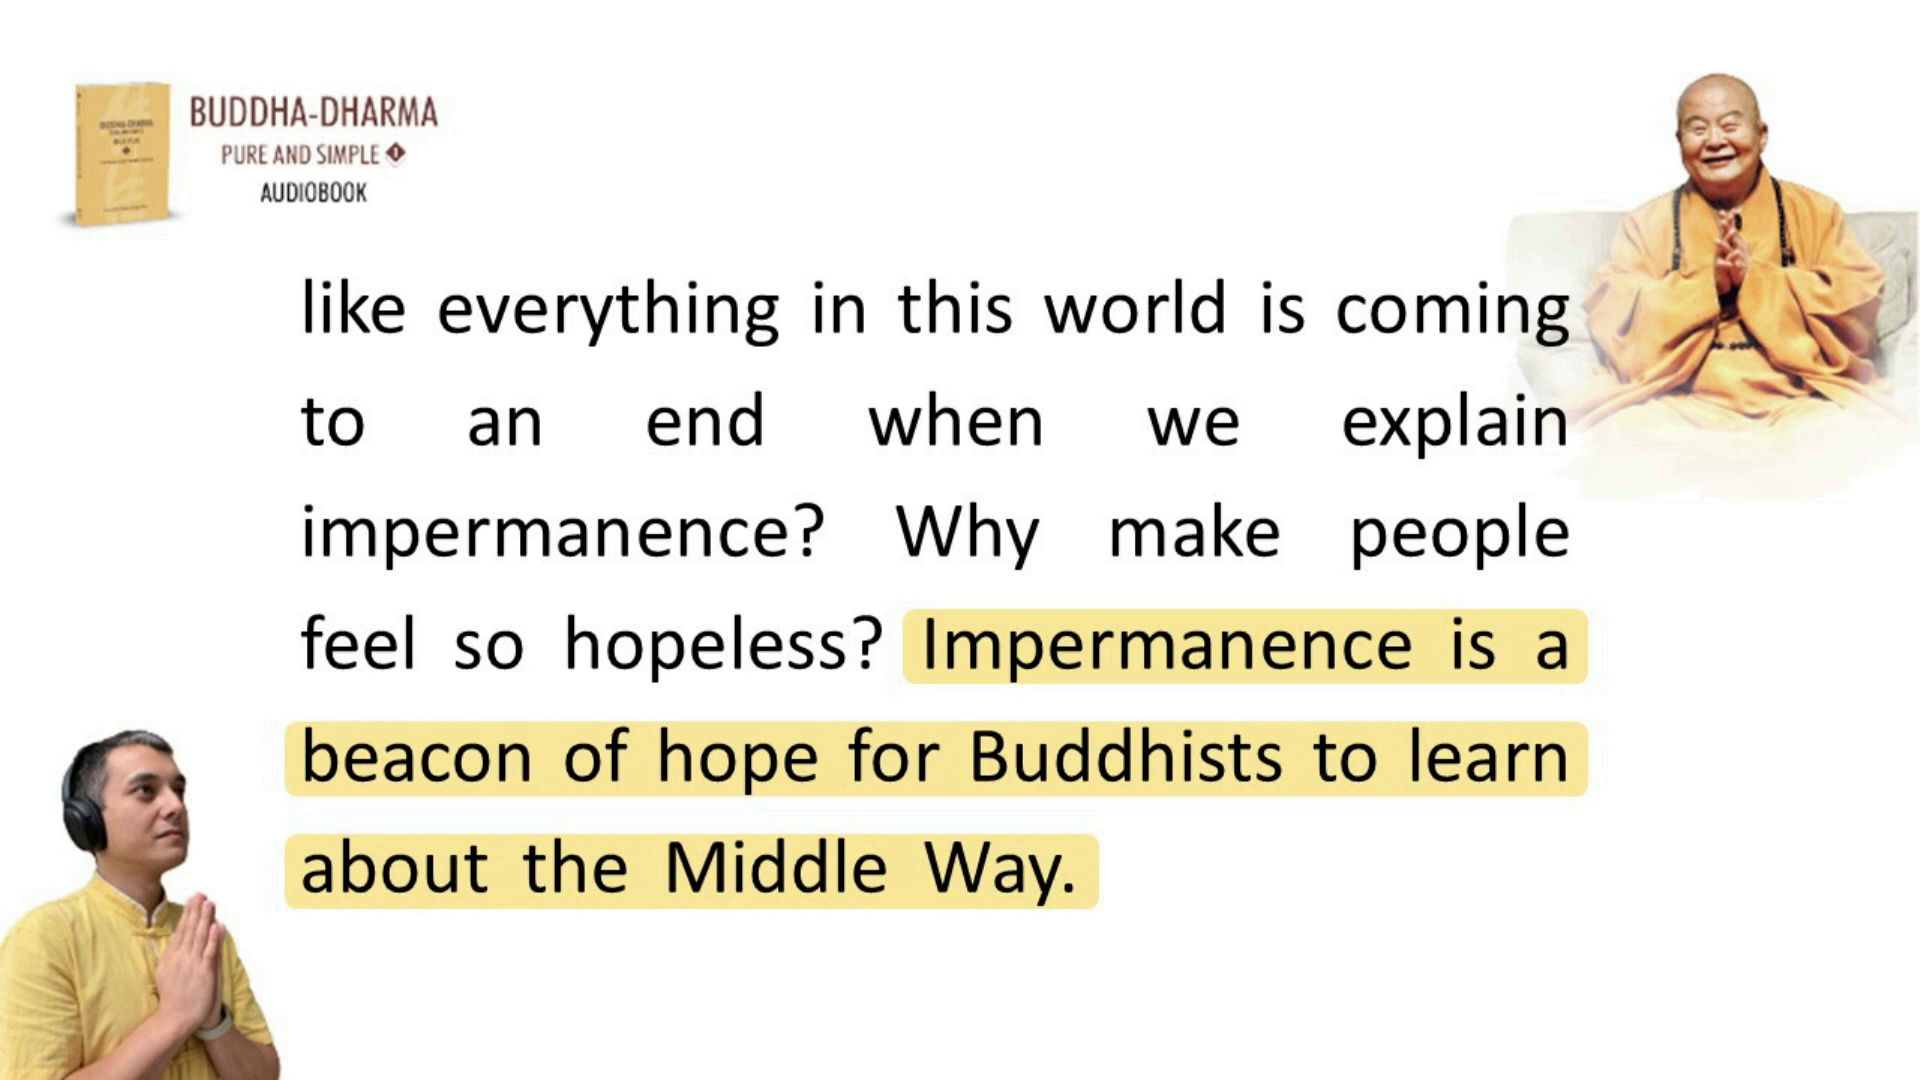 BUDDHA-DHARMA
PURE AND SIMPLE 1
AUDIOBOOK
like everything in this world is coming
to an end when we explain
impermanence? Why make people
feel so hopeless? Impermanence is a
beacon of hope for Buddhists to learn
about the Middle Way.